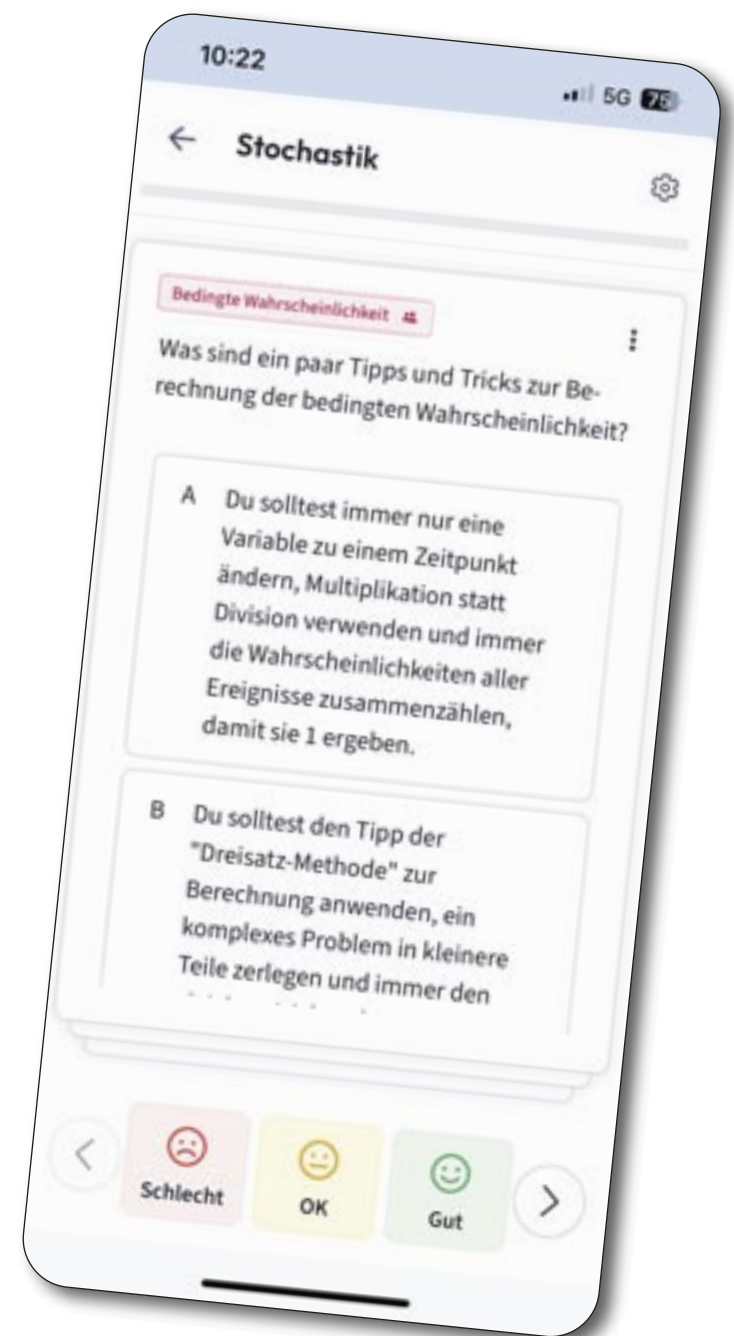 10:22
5G 75
Stochastik
Bedingte Wahrscheinlichkeit
Was sind ein paar Tipps und Tricks zur Be-
rechnung der bedingten Wahrscheinlichkeit?
A Du solltest immer nur eine
Variable zu einem Zeitpunkt
ändern, Multiplikation statt
Division verwenden und immer
die Wahrscheinlichkeiten aller
Ereignisse zusammenzählen,
damit sie 1 ergeben.
B Du solltest den Tipp der
"Dreisatz-Methode" zur
Berechnung anwenden, ein
komplexes Problem in kleinere
Teile zerlegen und immer den
Schlecht
OK
Gut